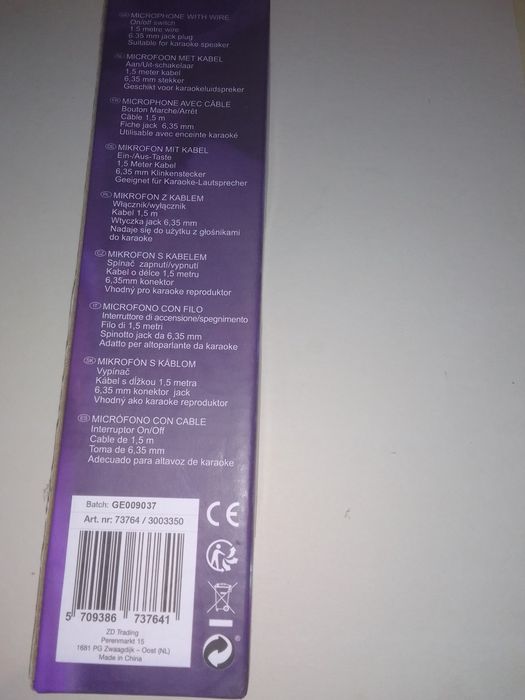 GB MICROPHONE WITH WIRE
On/off switch
1.5 metre wire
6.35 mm jack plug
Suitable for karaoke speaker
NL MICROFOON MET KABEL
Aan/Uit-schakelaar
1,5 meter kabel
6,35 mm stekker
Geschikt voor karaokeluidspreker
FR MICROPHONE AVEC CÂBLE
Bouton Marche/Arrêt
Câble 1,5 m
Fiche jack 6,35 mm
Utilisable avec enceinte karaoké
DE MIKROFON MIT KABEL
Ein-/Aus-Taste
1,5 Meter Kabel
6,35 mm Klinkenstecker
Geeignet für Karaoke-Lautsprecher
PL MIKROFON Z KABLEM
Włącznik/wyłącznik
Kabel 1,5 m
Wtyczka jack 6,35 mm
Nadaje się do użytku z głośnikami
do karaoke
CZ MIKROFON S KABELEM
Spínač zapnutí/vypnutí
Kabel o délce 1,5 metru
6,35mm konektor
Vhodný pro karaoke reproduktor
IT MICROFONO CON FILO
Interruttore di accensione/spegnimento
Filo di 1,5 metri
Spinotto jack da 6,35 mm
Adatto per altoparlante da karaoke
SK MIKROFÓN S KÁBLOM
Vypínač
Kábel s dĺžkou 1,5 metra
6,35 mm konektor jack
Vhodný ako karaoke reproduktor
ES MICRÓFONO CON CABLE
Interruptor On/Off
Cable de 1,5 m
Toma de 6,35 mm
Adecuado para altavoz de karaoke
Batch: GE009037
Art. nr: 73764 / 3003350
CE
5 709386 737641
ZD Trading
Perenmarkt 15
1681 PG Zwaagdijk - Oost (NL)
Made in China